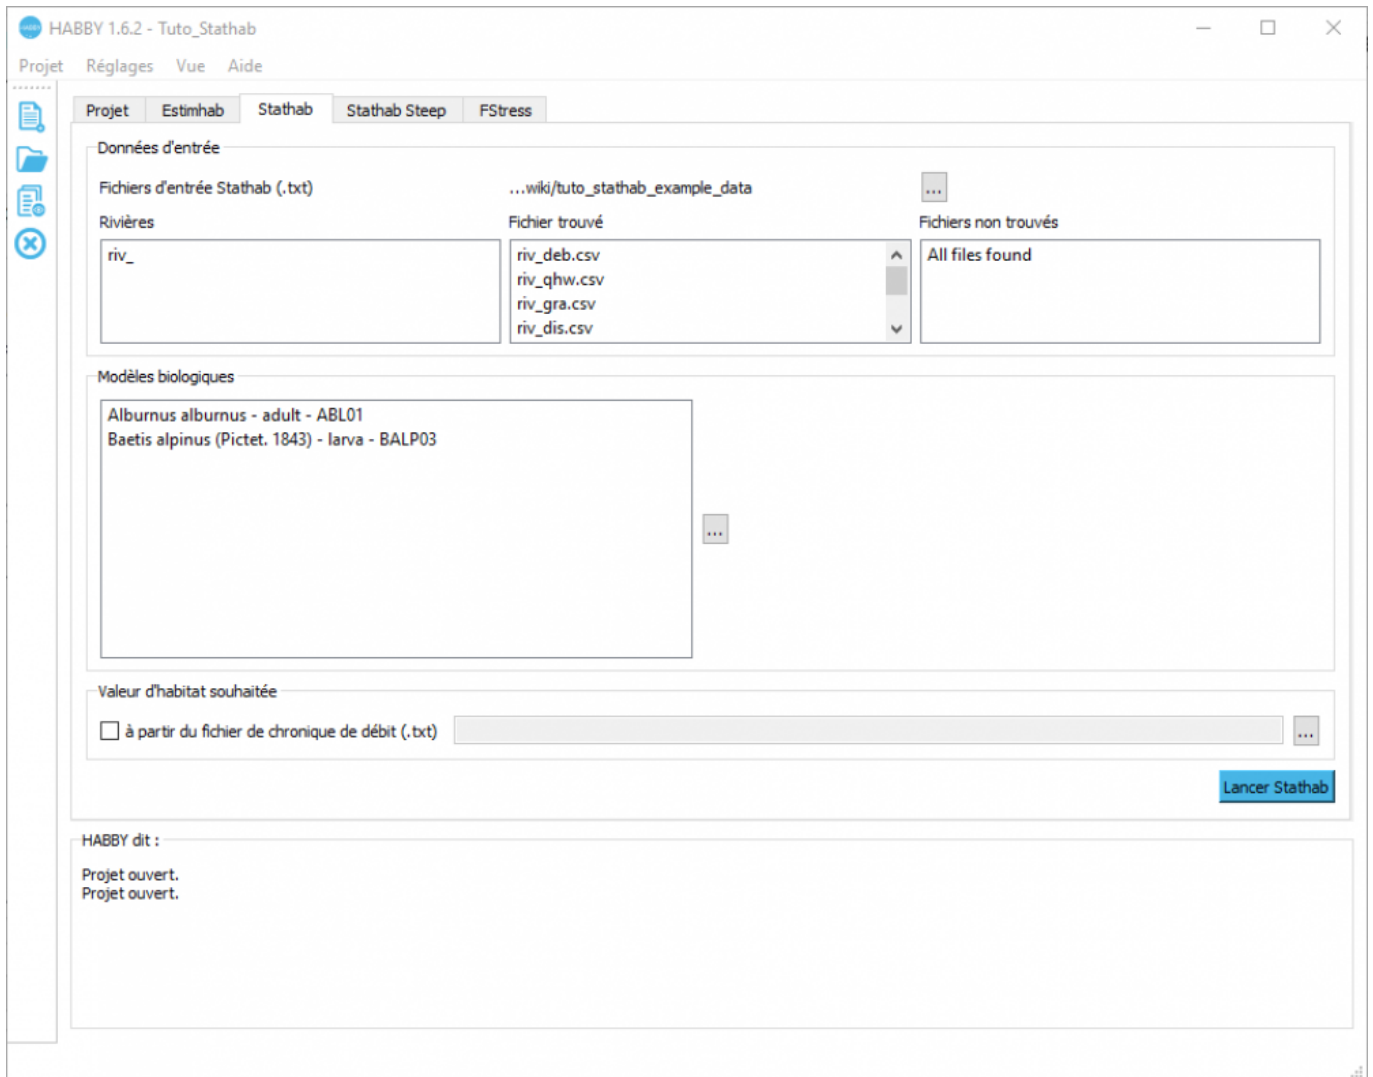 HABBY 1.6.2 - Tuto_Stathab
Projet Réglages Vue Aide
Projet Estimhab Stathab Stathab Steep FStress
Données d'entrée
Fichiers d'entrée Stathab (.txt) ...wiki/tuto_stathab_example_data ...
Rivières Fichier trouvé Fichiers non trouvés
riv_ riv_deb.csv All files found
riv_qhw.csv
riv_gra.csv
riv_dis.csv
Modèles biologiques
Alburnus alburnus - adult - ABL01
Baetis alpinus (Pictet. 1843) - larva - BALP03
...
Valeur d'habitat souhaitée
à partir du fichier de chronique de débit (.txt) ...
Lancer Stathab
HABBY dit :
Projet ouvert.
Projet ouvert.